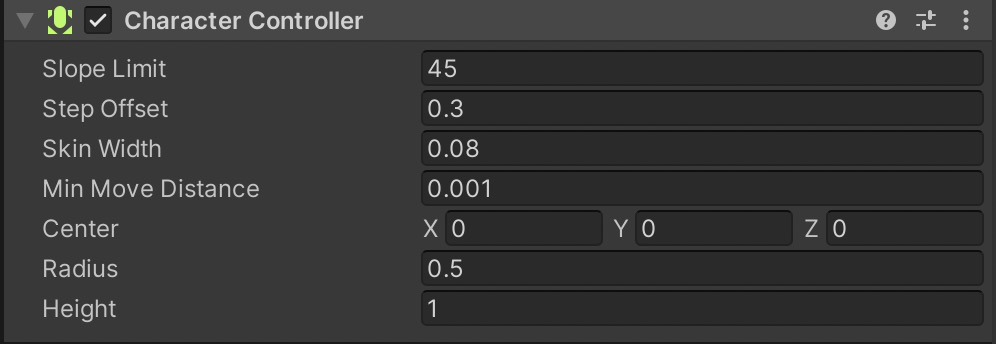 Character Controller
Slope Limit 45
Step Offset 0.3
Skin Width 0.08
Min Move Distance 0.001
Center X 0 Y 0 Z 0
Radius 0.5
Height 1